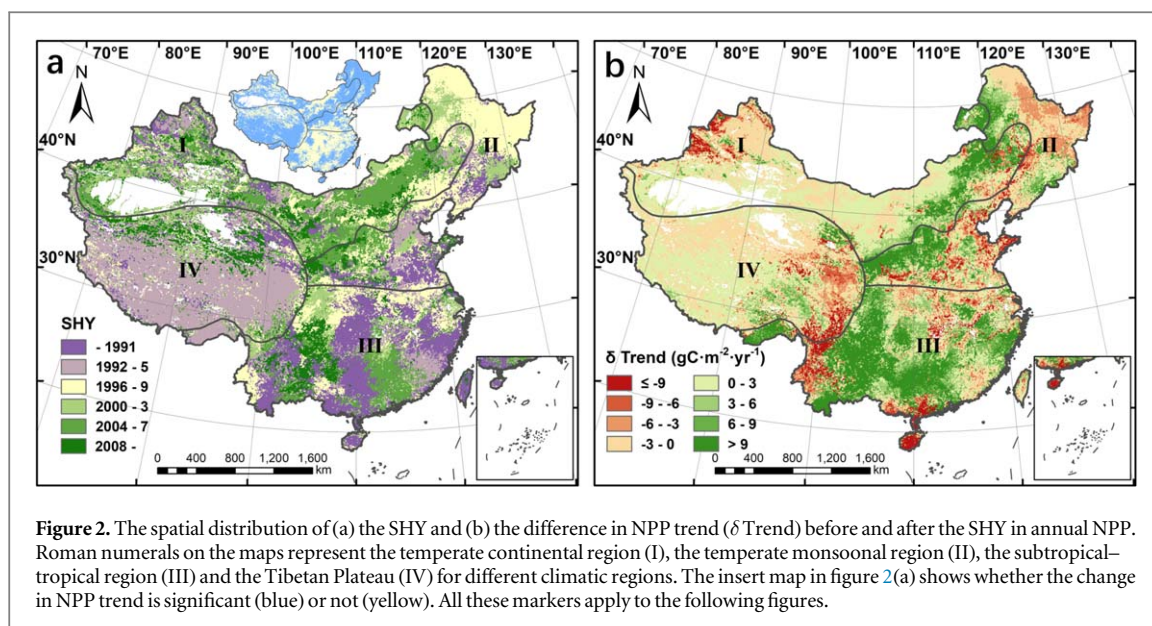 70°E 80°E 90°E 100°E 110°E 120°E 130°E
a
N
40°N
30°N
I
II
III
IV
SHY
- 1991
1992 - 5
1996 - 9
2000 - 3
2004 - 7
2008 -
0 400 800 1,200 1,600
km
70°E 80°E 90°E 100°E 110°E 120°E 130°E
b
N
40°N
30°N
I
II
III
IV
δ Trend (gC·m⁻²·yr⁻¹)
≤ -9 0 - 3
-9 - -6 3 - 6
-6 - -3 6 - 9
-3 - 0 > 9
0 400 800 1,200 1,600
km
Figure 2. The spatial distribution of (a) the SHY and (b) the difference in NPP trend (δ Trend) before and after the SHY in annual NPP.
Roman numerals on the maps represent the temperate continental region (I), the temperate monsoonal region (II), the subtropical–
tropical region (III) and the Tibetan Plateau (IV) for different climatic regions. The insert map in figure 2(a) shows whether the change
in NPP trend is significant (blue) or not (yellow). All these markers apply to the following figures.